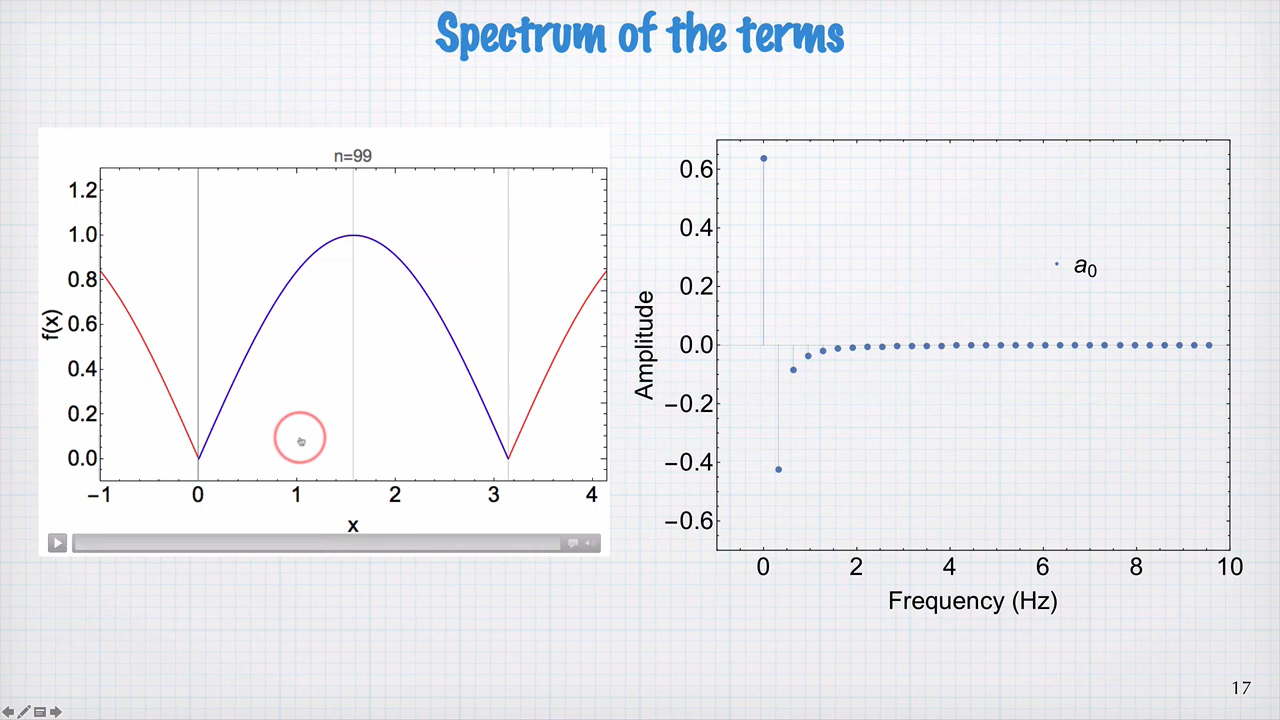 Spectrum of the terms
n=99
1.2
1.0
0.8
0.6
0.4
0.2
0.0
f(x)
−1 0 1 2 3 4
x
0.6
0.4
0.2
0.0
−0.2
−0.4
−0.6
Amplitude
a0
0 2 4 6 8 10
Frequency (Hz)
17